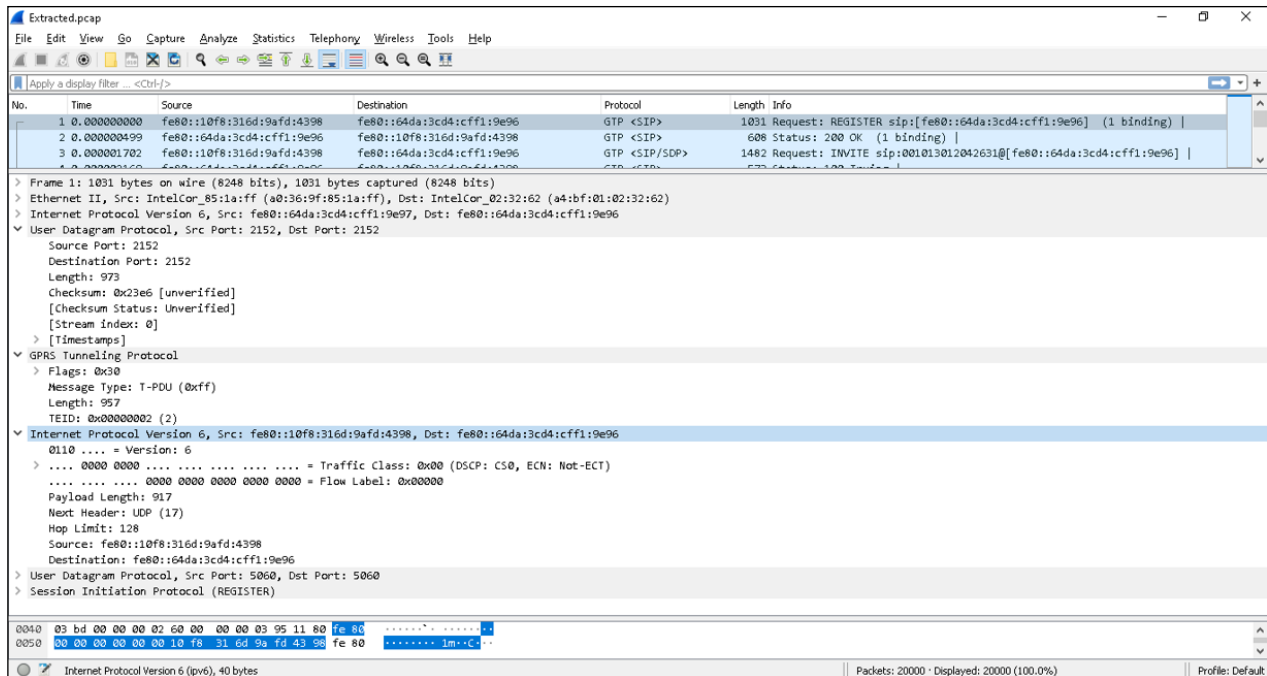 Extracted.pcap
File Edit View Go Capture Analyze Statistics Telephony Wireless Tools Help
Apply a display filter ... <Ctrl-/>
No. Time Source Destination Protocol Length Info
1 0.000000000 fe80::10f8:316d:9afd:4398 fe80::64da:3cd4:cff1:9e96 GTP <SIP> 1031 Request: REGISTER sip:[fe80::64da:3cd4:cff1:9e96] (1 binding) |
2 0.000000499 fe80::64da:3cd4:cff1:9e96 fe80::10f8:316d:9afd:4398 GTP <SIP> 608 Status: 200 OK (1 binding) |
3 0.000001702 fe80::10f8:316d:9afd:4398 fe80::64da:3cd4:cff1:9e96 GTP <SIP/SDP> 1482 Request: INVITE sip:001013012042631@[fe80::64da:3cd4:cff1:9e96] |
Frame 1: 1031 bytes on wire (8248 bits), 1031 bytes captured (8248 bits)
Ethernet II, Src: IntelCor_85:1a:ff (a0:36:9f:85:1a:ff), Dst: IntelCor_02:32:62 (a4:bf:01:02:32:62)
Internet Protocol Version 6, Src: fe80::64da:3cd4:cff1:9e97, Dst: fe80::64da:3cd4:cff1:9e96
User Datagram Protocol, Src Port: 2152, Dst Port: 2152
Source Port: 2152
Destination Port: 2152
Length: 973
Checksum: 0x23e6 [unverified]
[Checksum Status: Unverified]
[Stream index: 0]
[Timestamps]
GPRS Tunneling Protocol
Flags: 0x30
Message Type: T-PDU (0xff)
Length: 957
TEID: 0x00000002 (2)
Internet Protocol Version 6, Src: fe80::10f8:316d:9afd:4398, Dst: fe80::64da:3cd4:cff1:9e96
0110 .... = Version: 6
.... 0000 0000 .... .... .... .... .... = Traffic Class: 0x00 (DSCP: CS0, ECN: Not-ECT)
.... .... .... 0000 0000 0000 0000 0000 = Flow Label: 0x00000
Payload Length: 917
Next Header: UDP (17)
Hop Limit: 128
Source: fe80::10f8:316d:9afd:4398
Destination: fe80::64da:3cd4:cff1:9e96
User Datagram Protocol, Src Port: 5060, Dst Port: 5060
Session Initiation Protocol (REGISTER)
0040 03 bd 00 00 00 02 60 00 00 00 03 95 11 80 fe 80 ······`· ········
0050 00 00 00 00 00 00 10 f8 31 6d 9a fd 43 98 fe 80 ········ 1m··C···
Internet Protocol Version 6 (ipv6), 40 bytes Packets: 20000 · Displayed: 20000 (100.0%) Profile: Default